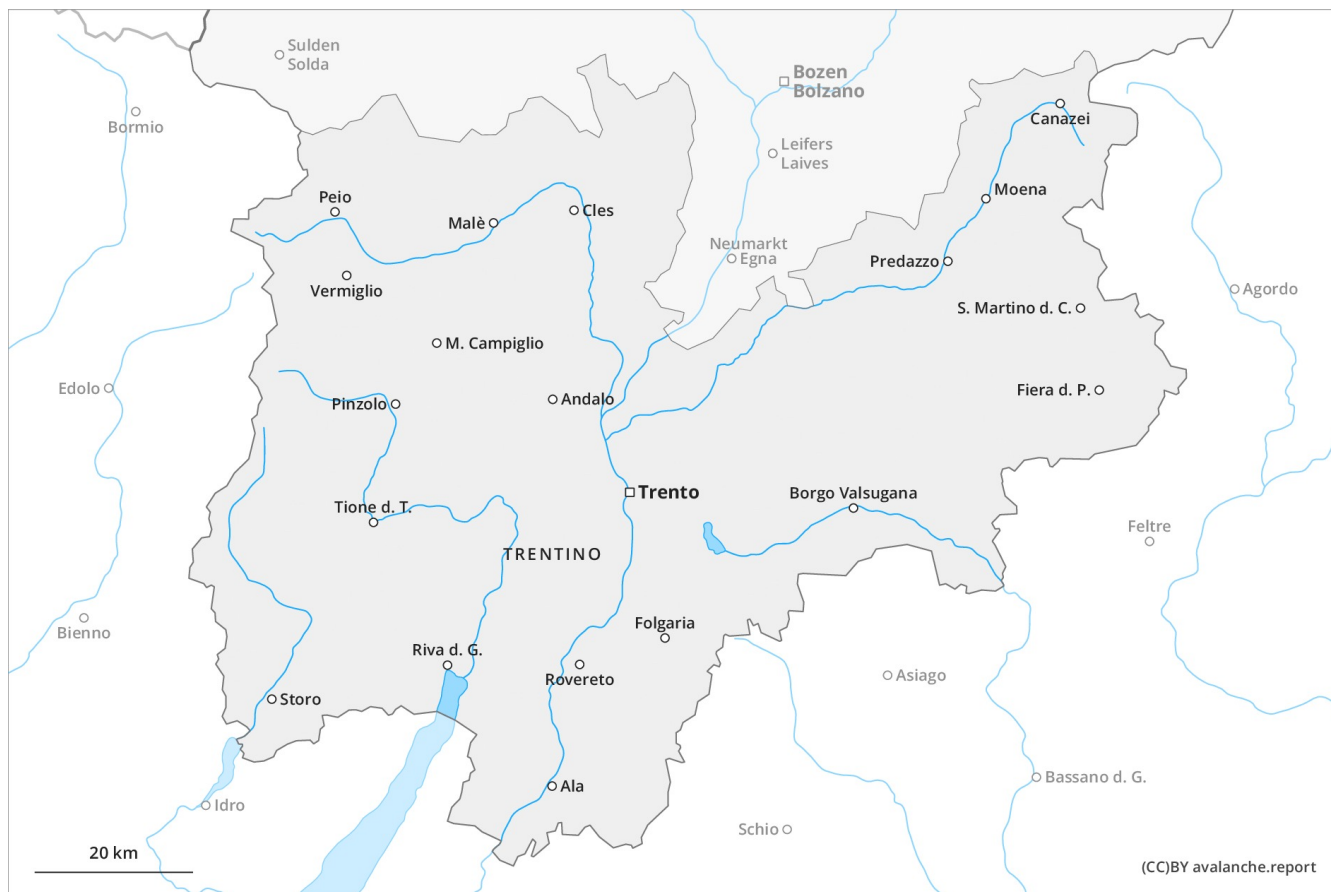 Sulden
Solda
Bozen
Bolzano
Bormio
Canazei
Leifers
Laives
Peio
Moena
Malè
Cles
Neumarkt
Egna
Predazzo
Vermiglio
Agordo
S. Martino d. C.
M. Campiglio
Edolo
Fiera d. P.
Andalo
Pinzolo
Trento
Borgo Valsugana
Tione d. T.
Feltre
TRENTINO
Folgaria
Bienno
Riva d. G.
Asiago
Rovereto
Storo
Bassano d. G.
Ala
Idro
Schio
20 km
(CC)BY avalanche.report